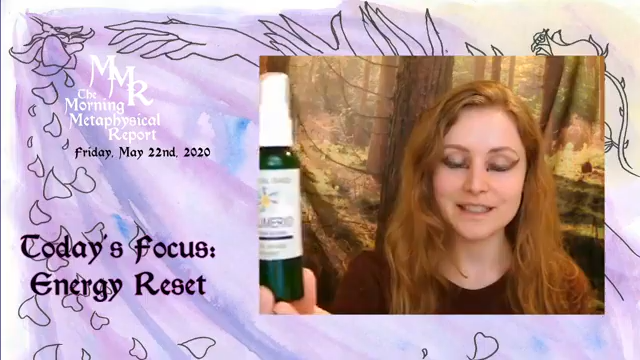 MMR
The
Morning
Metaphysical
Report
Friday, May 22nd, 2020
Today's Focus:
Energy Reset